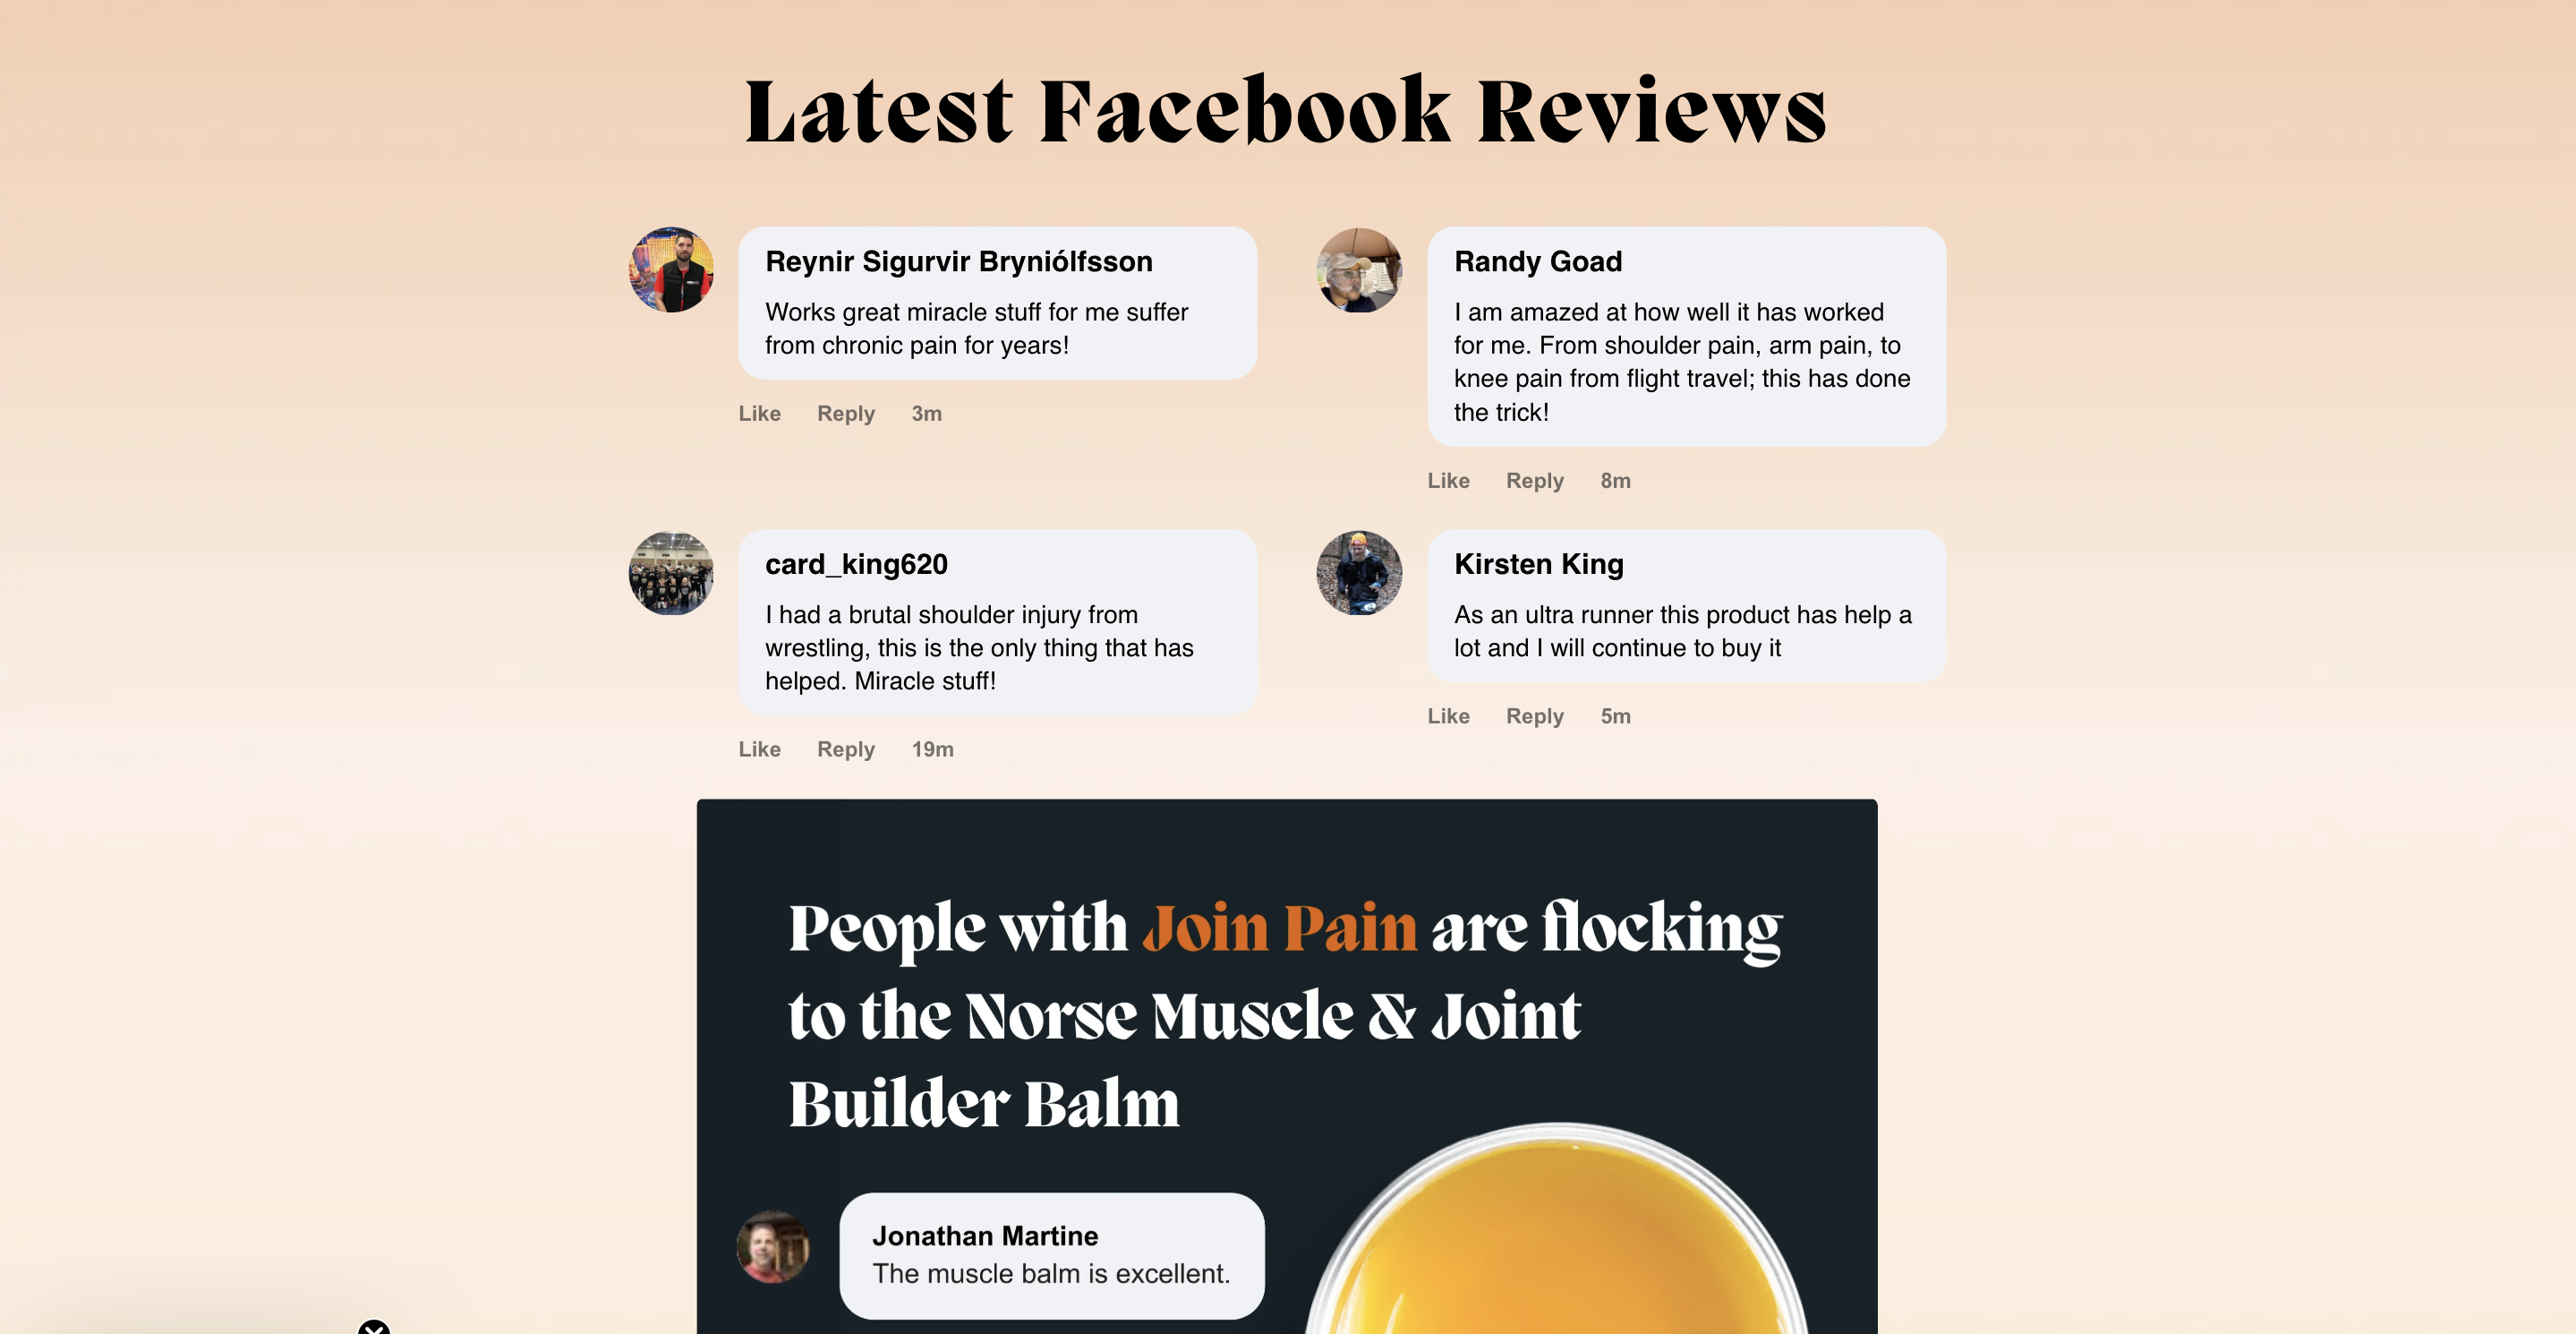 Latest Facebook Reviews
Reynir Sigurvir Bryniólfsson
Works great miracle stuff for me suffer
from chronic pain for years!
Like Reply 3m
Randy Goad
I am amazed at how well it has worked
for me. From shoulder pain, arm pain, to
knee pain from flight travel; this has done
the trick!
Like Reply 8m
card_king620
I had a brutal shoulder injury from
wrestling, this is the only thing that has
helped. Miracle stuff!
Like Reply 19m
Kirsten King
As an ultra runner this product has help a
lot and I will continue to buy it
Like Reply 5m
People with Join Pain are flocking
to the Norse Muscle & Joint
Builder Balm
Jonathan Martine
The muscle balm is excellent.